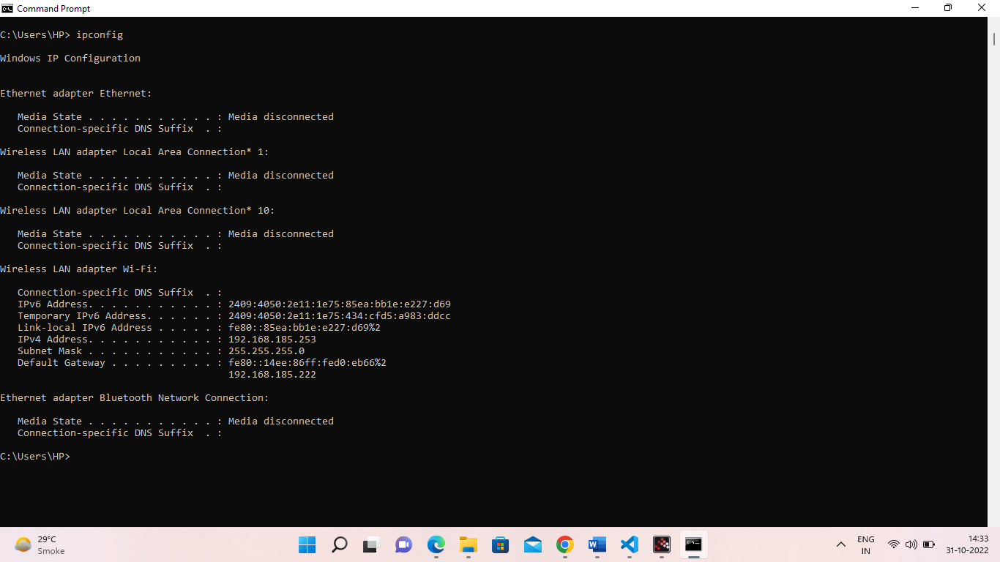 Command Prompt
C:\Users\HP> ipconfig
Windows IP Configuration
Ethernet adapter Ethernet:
Media State . . . . . . . . . . . : Media disconnected
Connection-specific DNS Suffix  . :
Wireless LAN adapter Local Area Connection* 1:
Media State . . . . . . . . . . . : Media disconnected
Connection-specific DNS Suffix  . :
Wireless LAN adapter Local Area Connection* 10:
Media State . . . . . . . . . . . : Media disconnected
Connection-specific DNS Suffix  . :
Wireless LAN adapter Wi-Fi:
Connection-specific DNS Suffix  . :
IPv6 Address. . . . . . . . . . . : 2409:4050:2e11:1e75:85ea:bb1e:e227:d69
Temporary IPv6 Address. . . . . . : 2409:4050:2e11:1e75:434:cfd5:a983:ddcc
Link-local IPv6 Address . . . . . : fe80::85ea:bb1e:e227:d69%2
IPv4 Address. . . . . . . . . . . : 192.168.185.253
Subnet Mask . . . . . . . . . . . : 255.255.255.0
Default Gateway . . . . . . . . . : fe80::14ee:86ff:fed0:eb66%2
192.168.185.222
Ethernet adapter Bluetooth Network Connection:
Media State . . . . . . . . . . . : Media disconnected
Connection-specific DNS Suffix  . :
C:\Users\HP>
29°C
Smoke
ENG
IN
14:33
31-10-2022